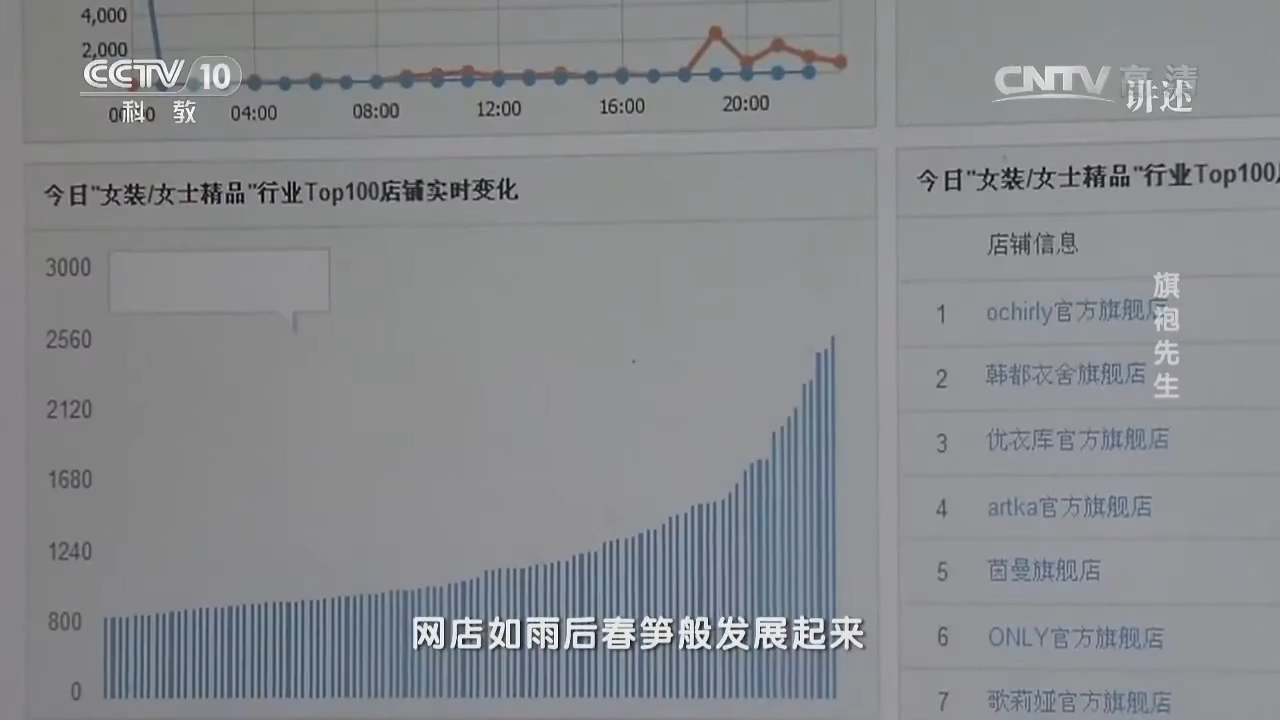 4,000
2,000
CCTV 10
科教
04:00
08:00
12:00
16:00
20:00
CNTV 高清
讲述
今日"女装/女士精品"行业Top100店铺实时变化
3000
2560
2120
1680
1240
800
0
今日"女装/女士精品"行业Top100
店铺信息
1 ochirly官方旗舰店
2 韩都衣舍旗舰店
3 优衣库官方旗舰店
4 artka官方旗舰店
5 茵曼旗舰店
6 ONLY官方旗舰店
7 歌莉娅官方旗舰店
旗袍先生
网店如雨后春笋般发展起来